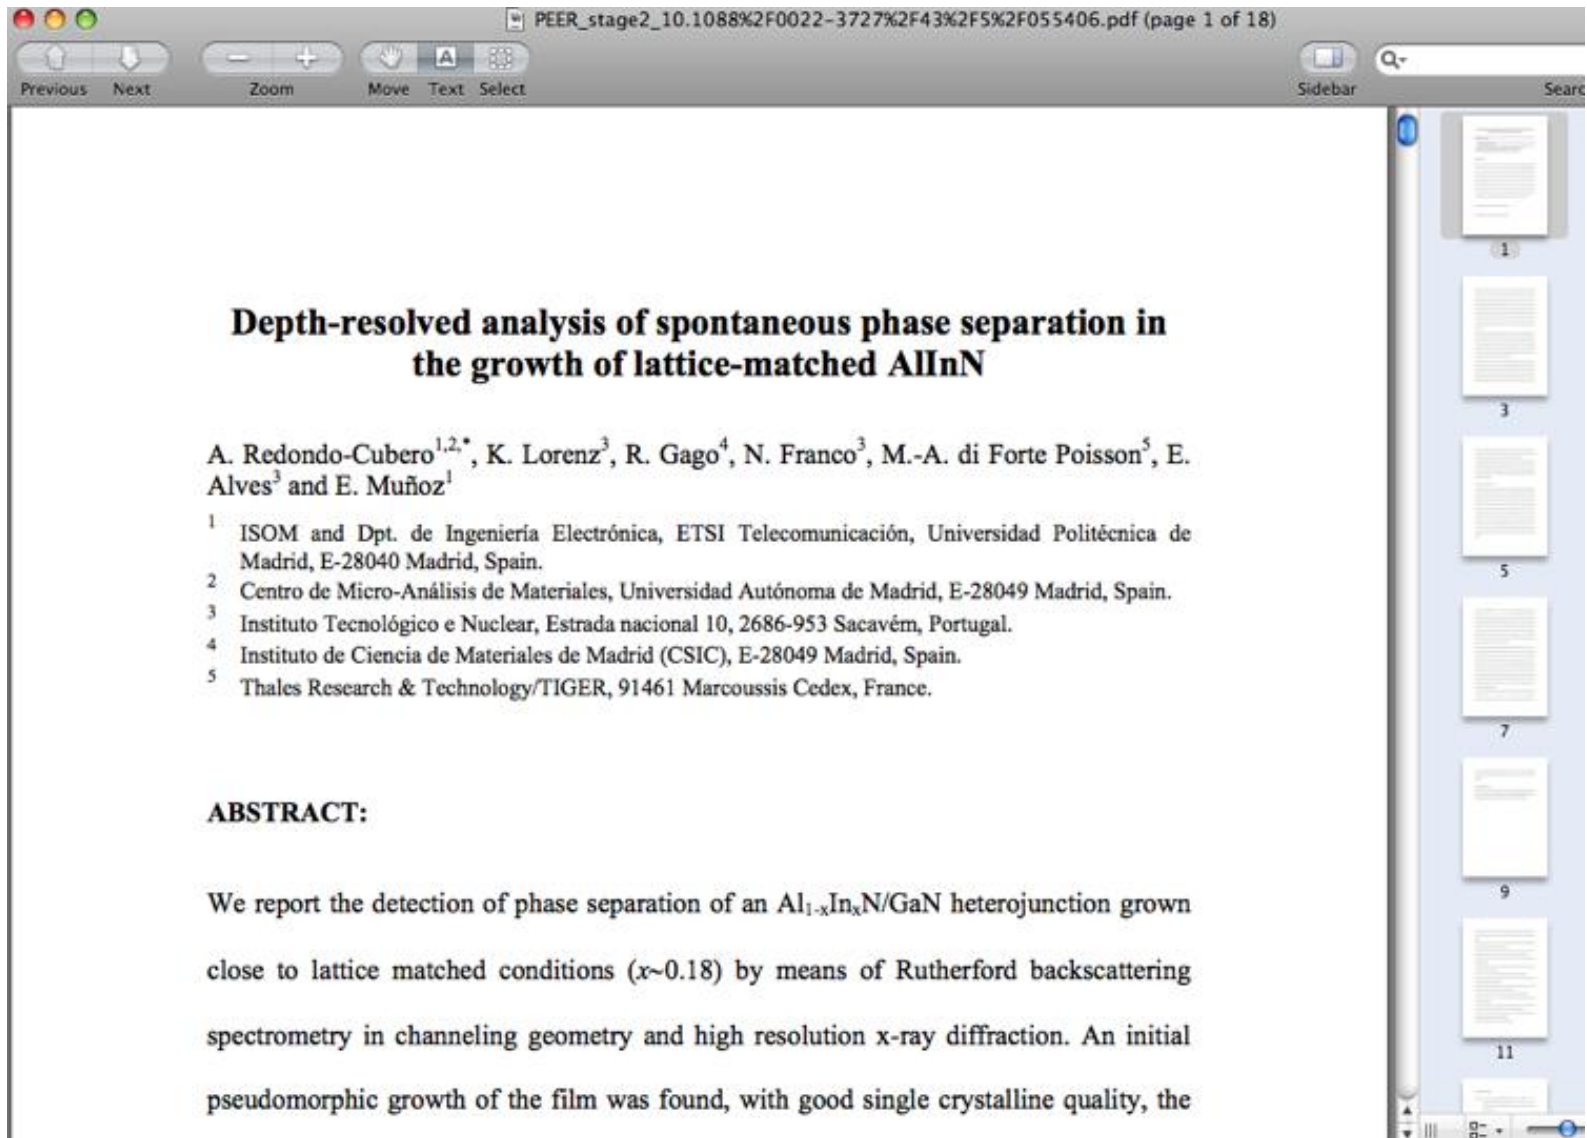 PEER_stage2_10.1088%2F0022-3727%2F43%2F5%2F055406.pdf (page 1 of 18)
Previous Next Zoom Move Text Select Sidebar Searc
Depth-resolved analysis of spontaneous phase separation in
the growth of lattice-matched AlInN
A. Redondo-Cubero1,2,*, K. Lorenz3, R. Gago4, N. Franco3, M.-A. di Forte Poisson5, E.
Alves3 and E. Muñoz1
1 ISOM and Dpt. de Ingeniería Electrónica, ETSI Telecomunicación, Universidad Politécnica de
Madrid, E-28040 Madrid, Spain.
2 Centro de Micro-Análisis de Materiales, Universidad Autónoma de Madrid, E-28049 Madrid, Spain.
3 Instituto Tecnológico e Nuclear, Estrada nacional 10, 2686-953 Sacavém, Portugal.
4 Instituto de Ciencia de Materiales de Madrid (CSIC), E-28049 Madrid, Spain.
5 Thales Research & Technology/TIGER, 91461 Marcoussis Cedex, France.
ABSTRACT:
We report the detection of phase separation of an Al1-xInxN/GaN heterojunction grown
close to lattice matched conditions (x~0.18) by means of Rutherford backscattering
spectrometry in channeling geometry and high resolution x-ray diffraction. An initial
pseudomorphic growth of the film was found, with good single crystalline quality, the
1
3
5
7
9
11